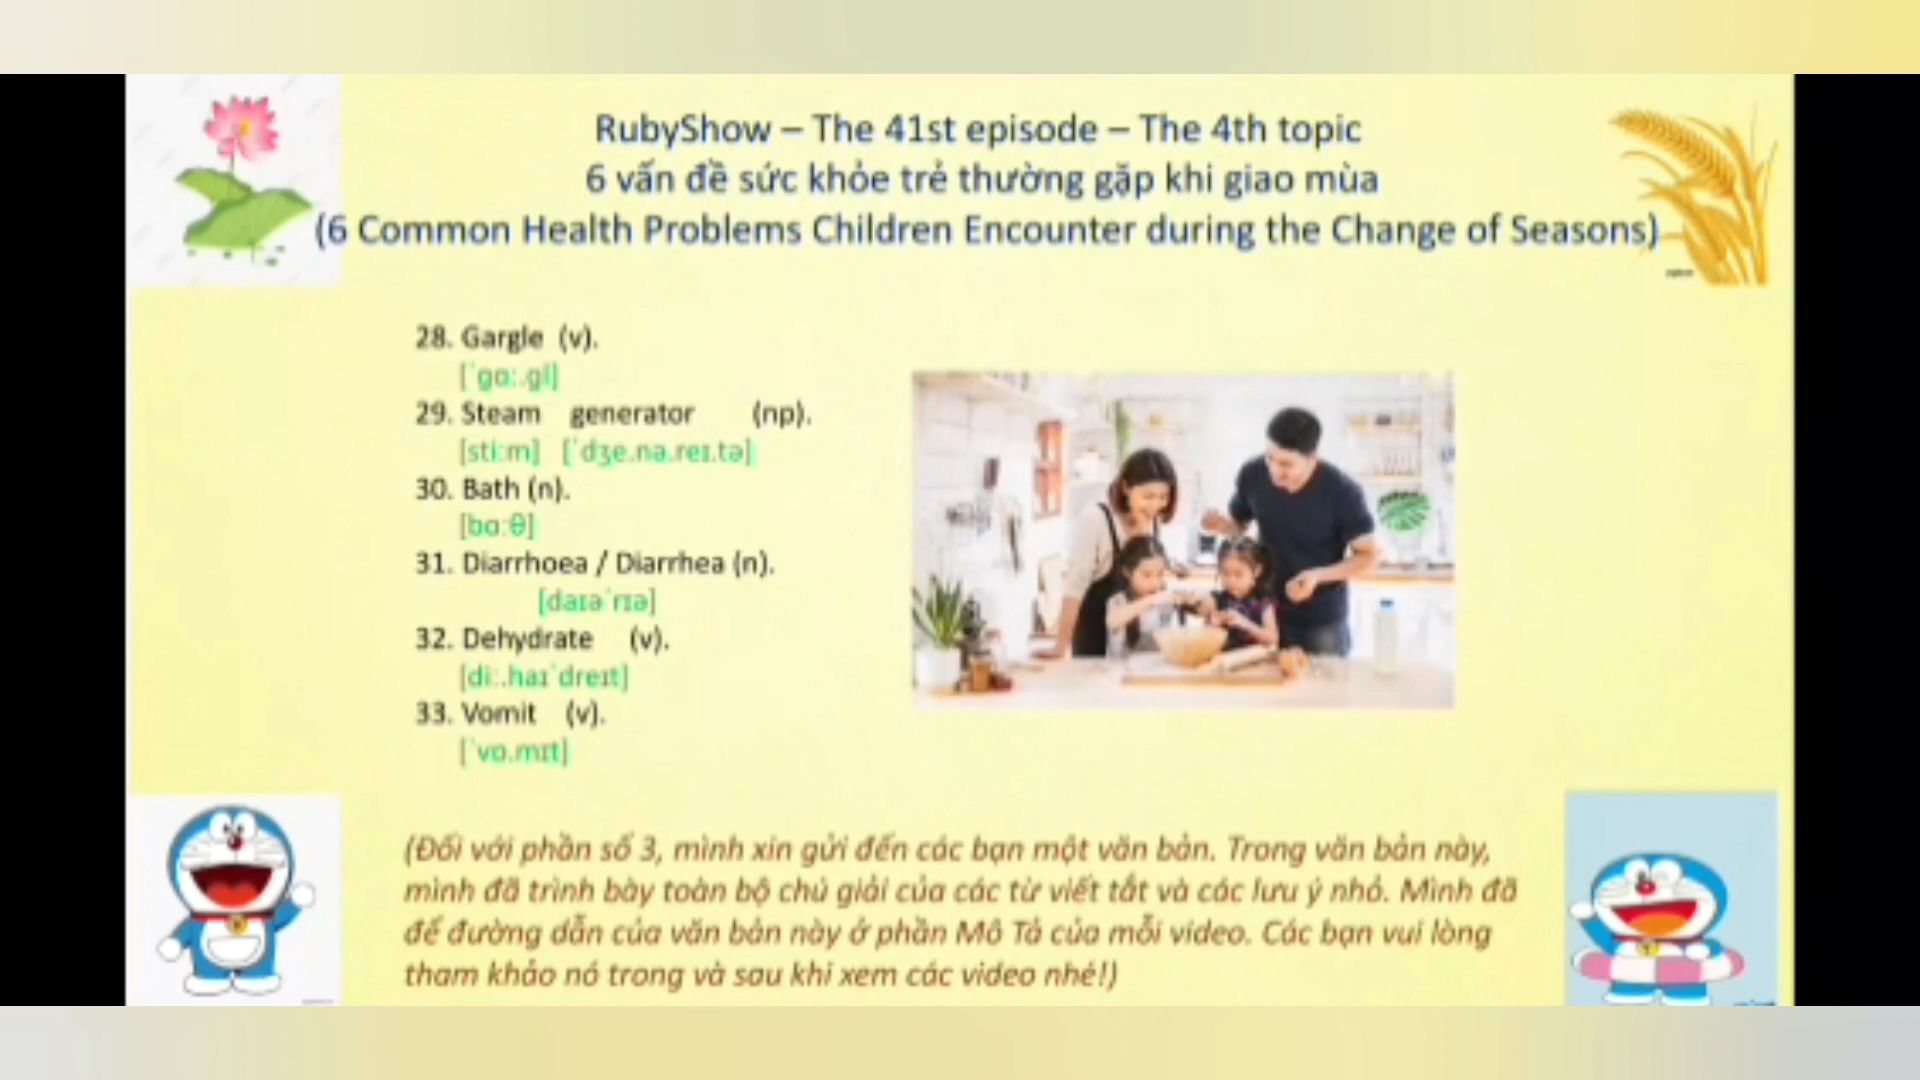 RubyShow – The 41st episode – The 4th topic
6 vấn đề sức khỏe trẻ thường gặp khi giao mùa
(6 Common Health Problems Children Encounter during the Change of Seasons)
28. Gargle (v).
[ˈɡɑː.ɡl]
29. Steam generator (np).
[stiːm] [ˈdʒe.nə.reɪ.tə]
30. Bath (n).
[bɑːθ]
31. Diarrhoea / Diarrhea (n).
[daɪəˈrɪə]
32. Dehydrate (v).
[diː.haɪˈdreɪt]
33. Vomit (v).
[ˈvɒ.mɪt]
(Đối với phần số 3, mình xin gửi đến các bạn một văn bản. Trong văn bản này,
mình đã trình bày toàn bộ chú giải của các từ viết tắt và các lưu ý nhỏ. Mình đã
để đường dẫn của văn bản này ở phần Mô Tả của mỗi video. Các bạn vui lòng
tham khảo nó trong và sau khi xem các video nhé!)